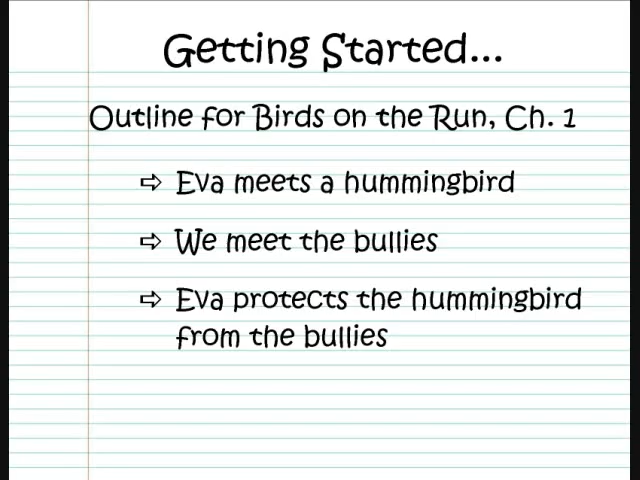 Getting Started...
Outline for Birds on the Run, Ch. 1
⇨ Eva meets a hummingbird
⇨ We meet the bullies
⇨ Eva protects the hummingbird
from the bullies